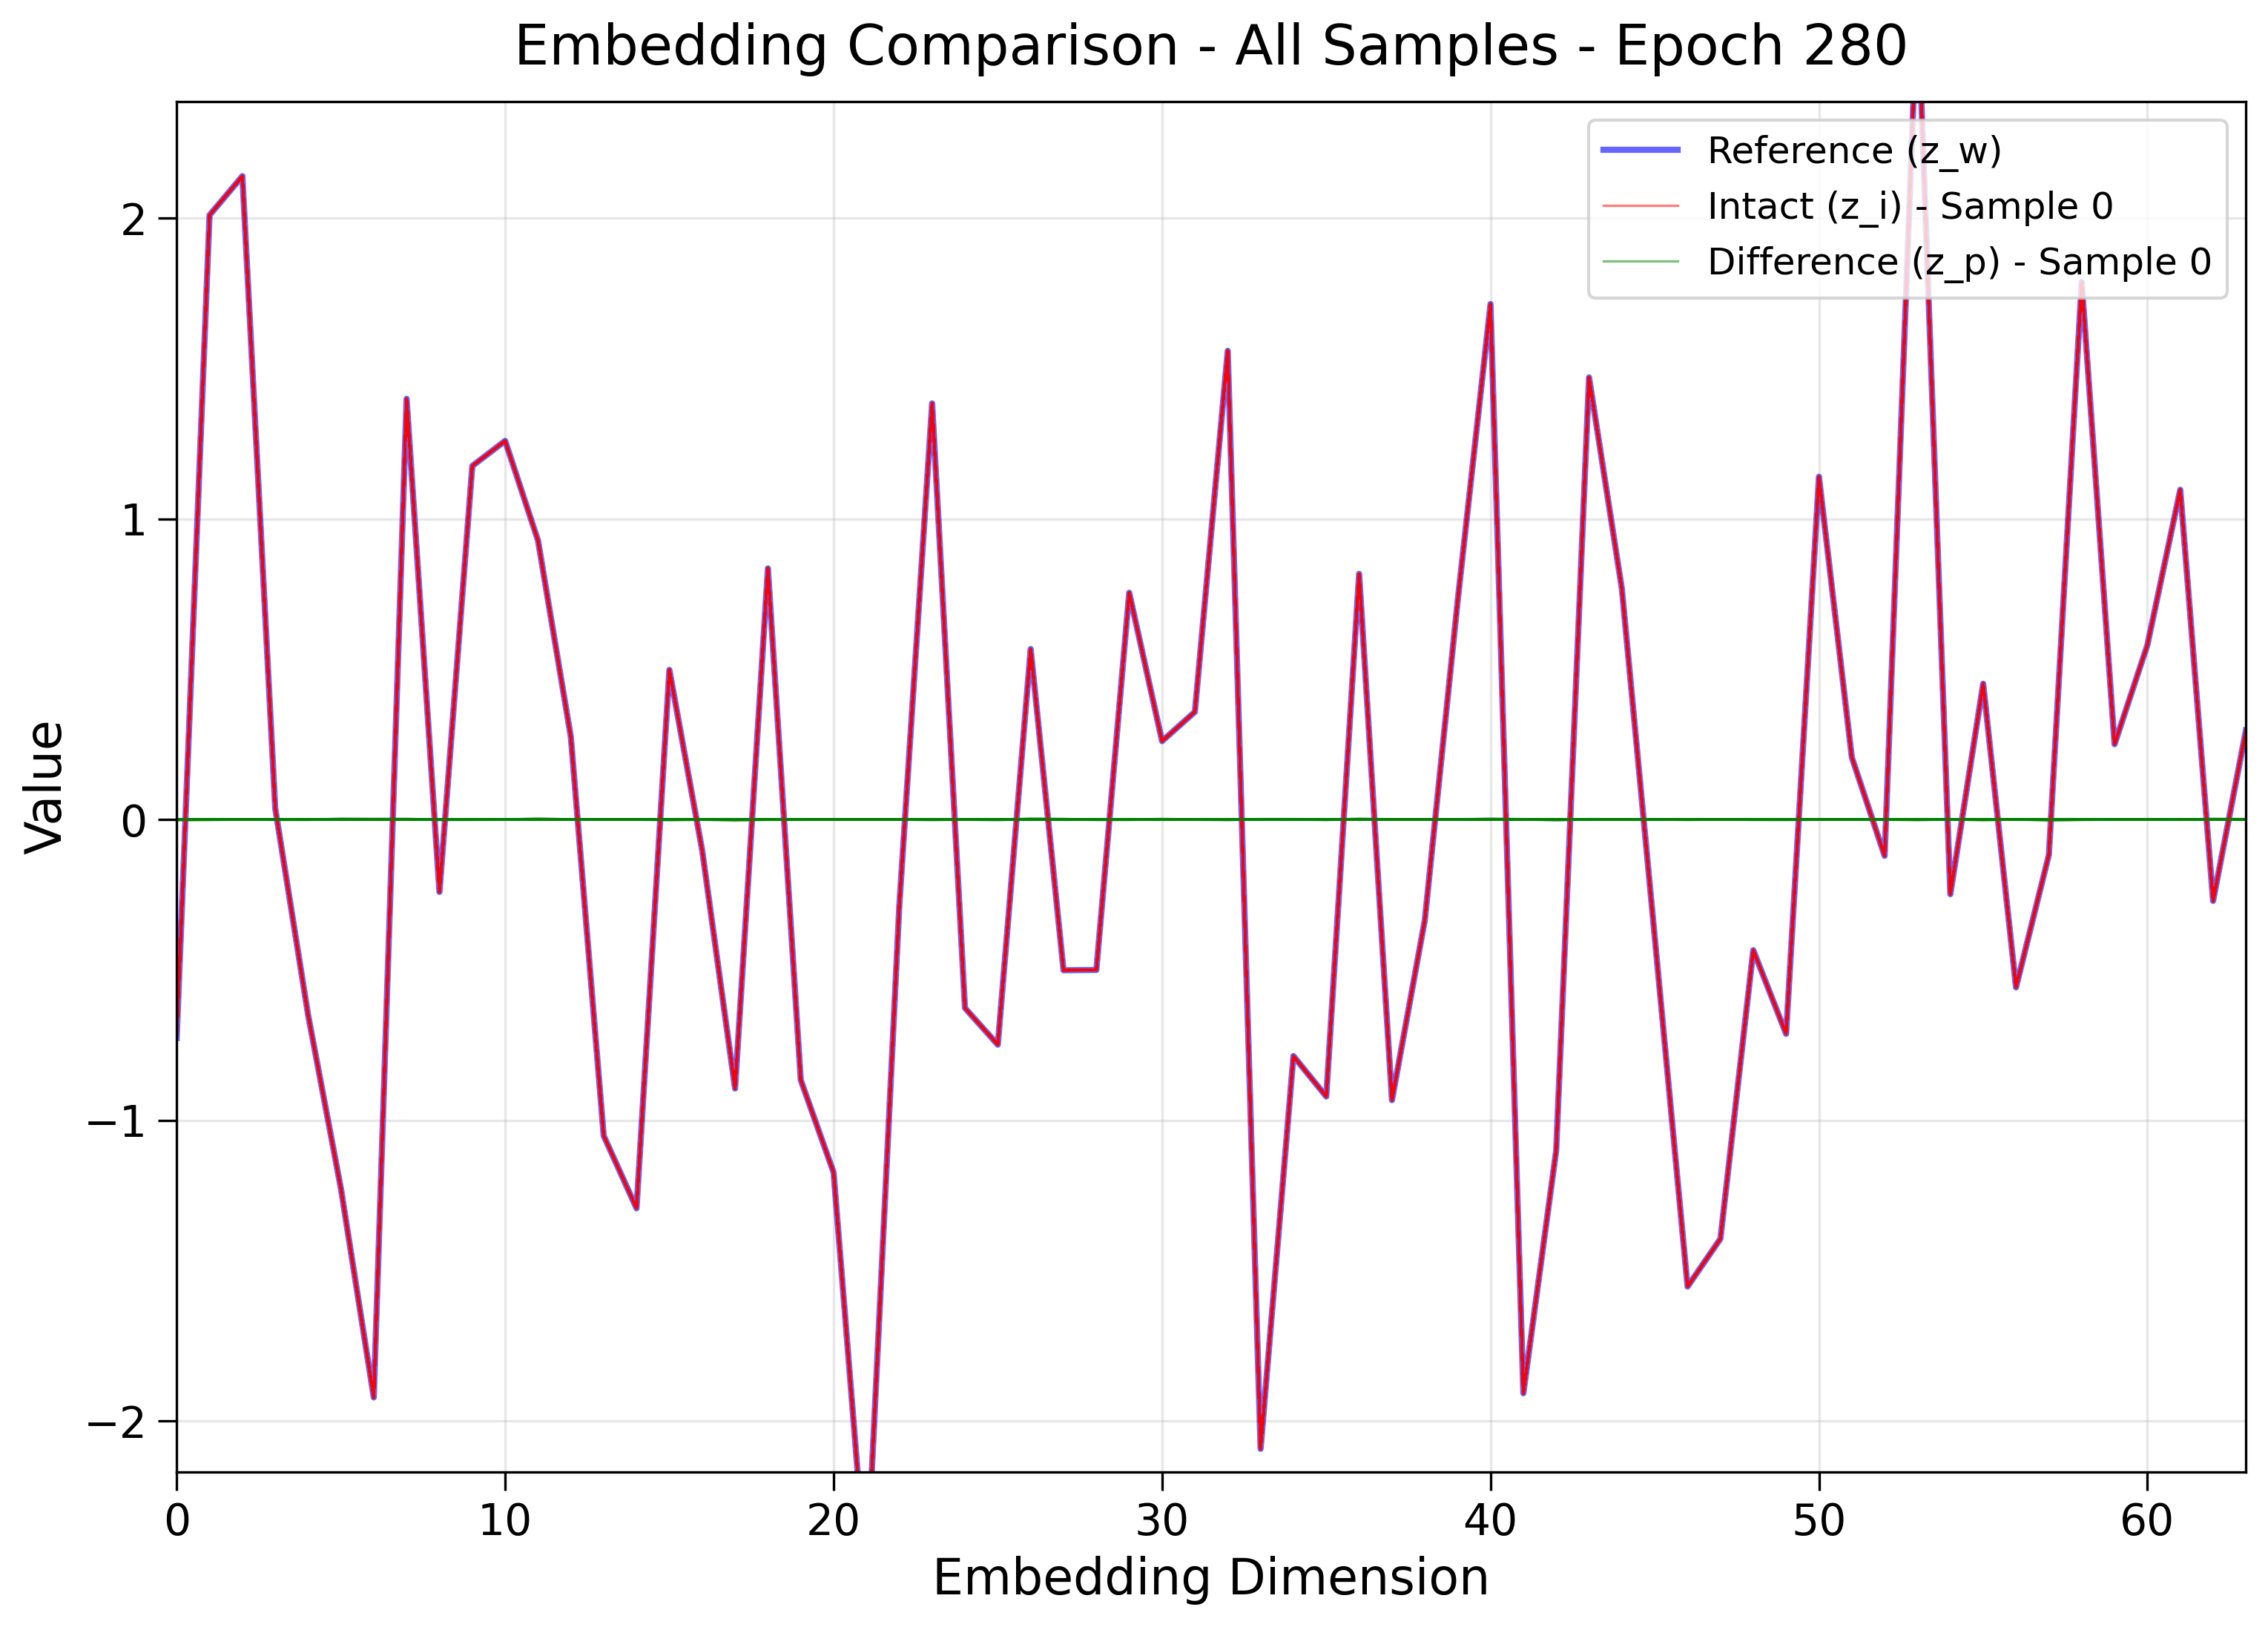 Embedding Comparison - All Samples - Epoch 280
Reference (z_w)
Intact (z_i) - Sample 0
Difference (z_p) - Sample 0
Value
2
1
0
−1
−2
0 10 20 30 40 50 60
Embedding Dimension